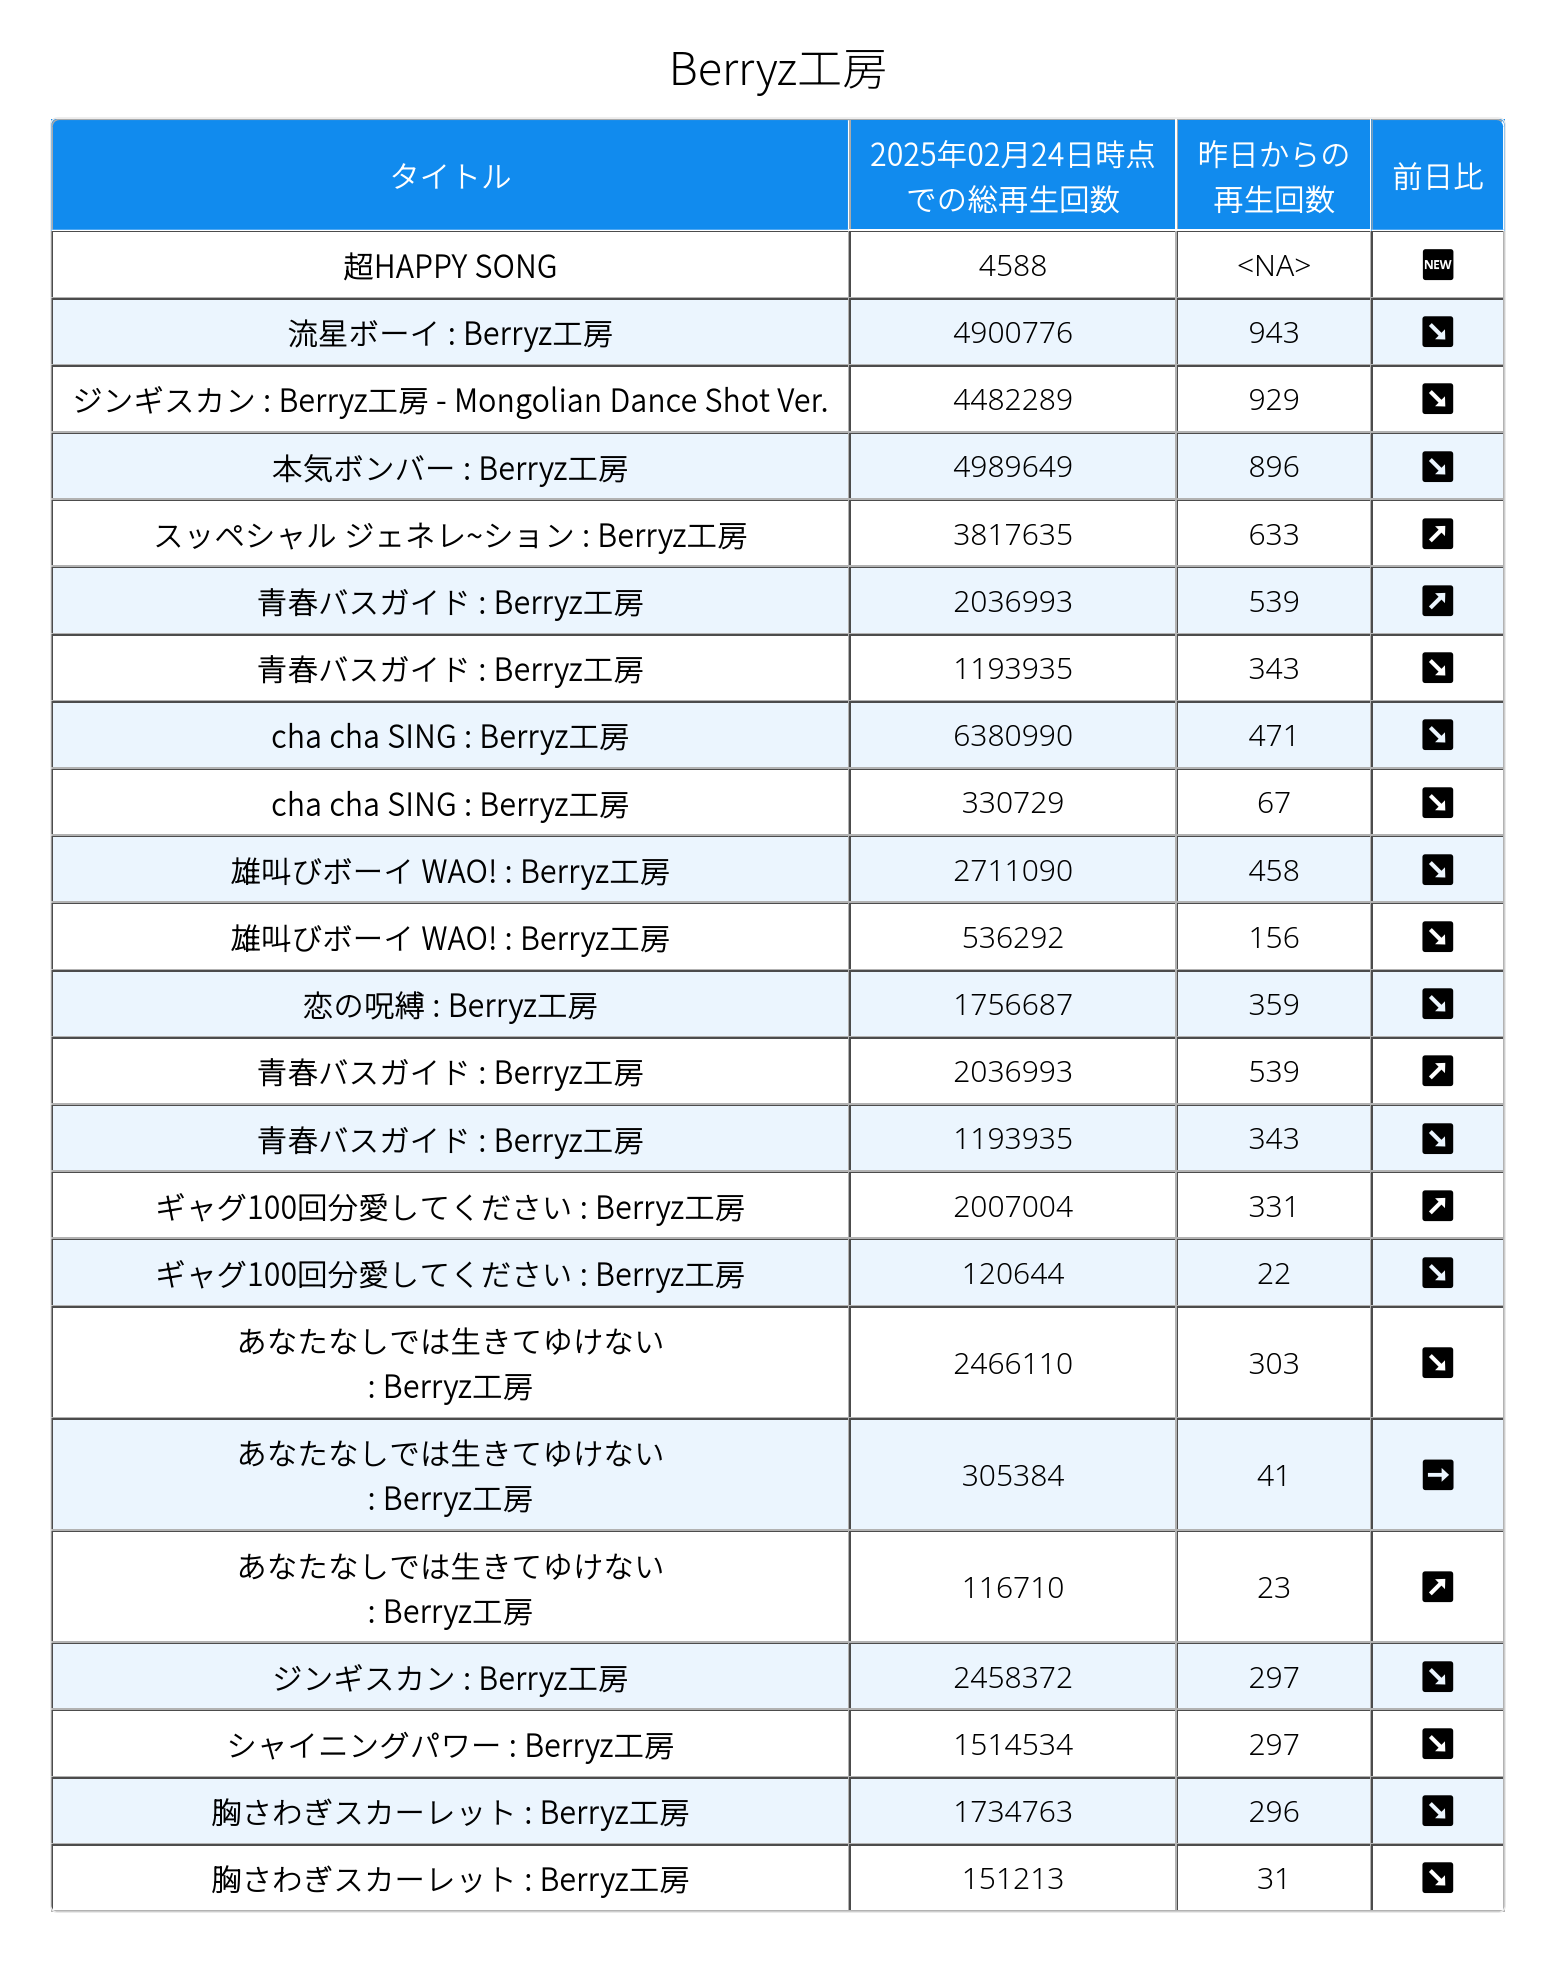 Berryz工房
タイトル 2025年02月24日時点 での総再生回数 昨日からの 再生回数 前日比
超HAPPY SONG 4588 <NA> NEW
流星ボーイ : Berryz工房 4900776 943
ジンギスカン : Berryz工房 - Mongolian Dance Shot Ver. 4482289 929
本気ボンバー : Berryz工房 4989649 896
スッペシャル ジェネレ~ション : Berryz工房 3817635 633
青春バスガイド : Berryz工房 2036993 539
青春バスガイド : Berryz工房 1193935 343
cha cha SING : Berryz工房 6380990 471
cha cha SING : Berryz工房 330729 67
雄叫びボーイ WAO! : Berryz工房 2711090 458
雄叫びボーイ WAO! : Berryz工房 536292 156
恋の呪縛 : Berryz工房 1756687 359
青春バスガイド : Berryz工房 2036993 539
青春バスガイド : Berryz工房 1193935 343
ギャグ100回分愛してください : Berryz工房 2007004 331
ギャグ100回分愛してください : Berryz工房 120644 22
あなたなしでは生きてゆけない
: Berryz工房 2466110 303
あなたなしでは生きてゆけない
: Berryz工房 305384 41
あなたなしでは生きてゆけない
: Berryz工房 116710 23
ジンギスカン : Berryz工房 2458372 297
シャイニングパワー : Berryz工房 1514534 297
胸さわぎスカーレット : Berryz工房 1734763 296
胸さわぎスカーレット : Berryz工房 151213 31